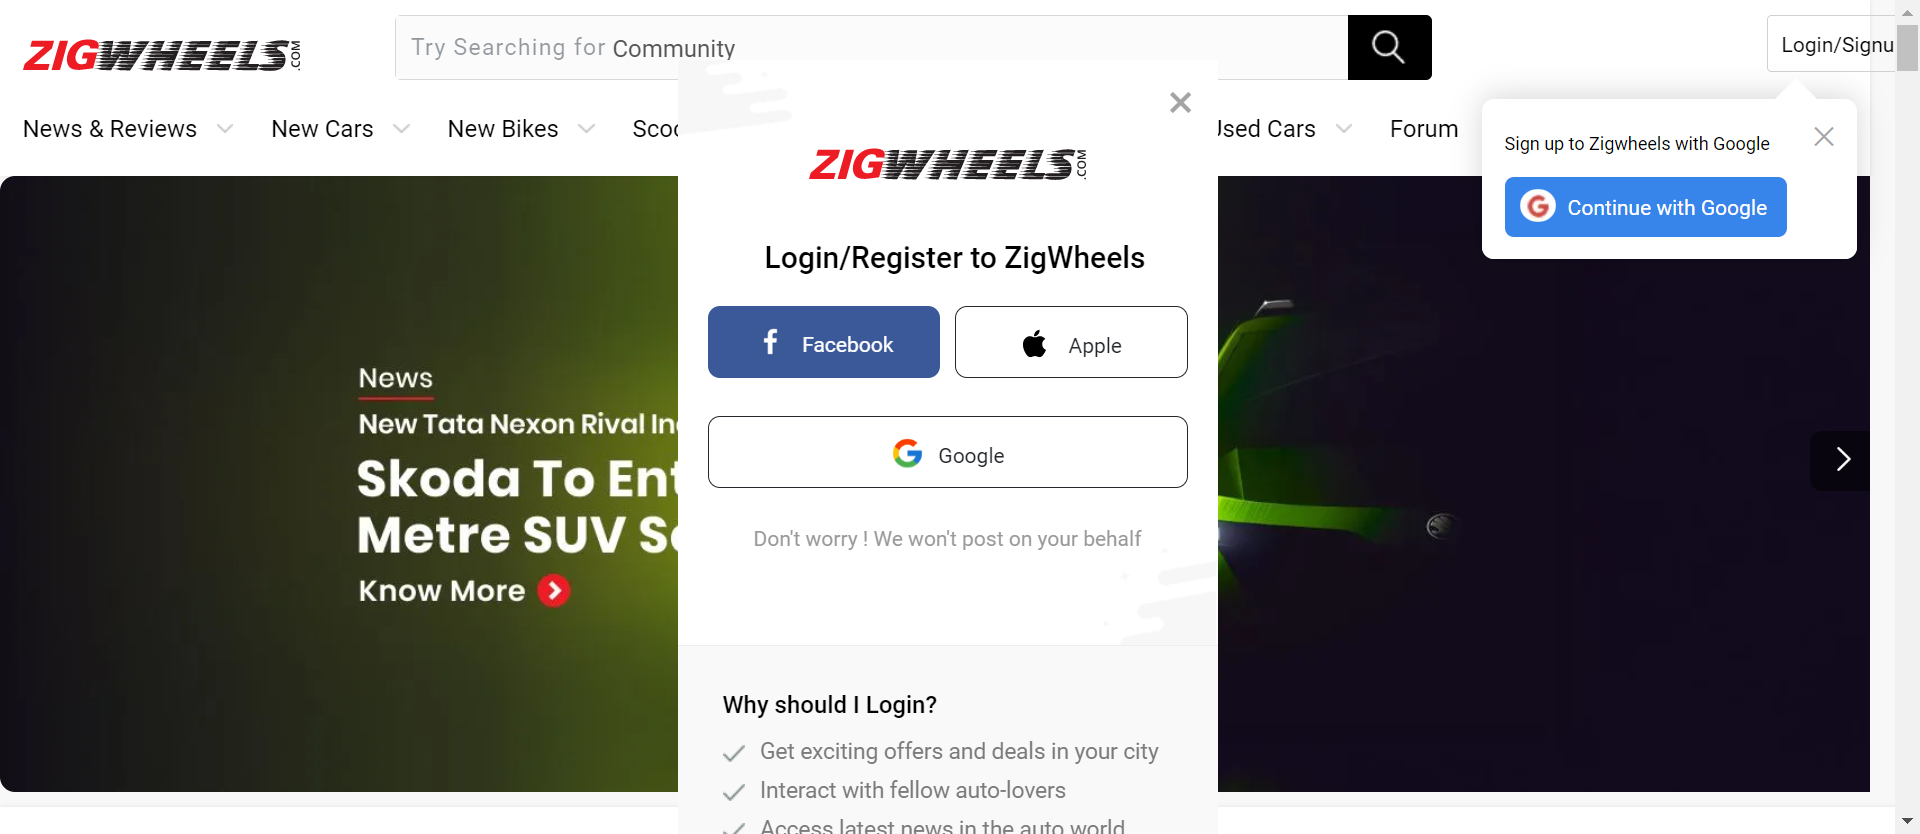 ZIGWHEELS.COM
Try Searching for Community
Login/Signu
News & Reviews
New Cars
New Bikes
Used Cars
Forum
Sign up to Zigwheels with Google
Continue with Google
ZIGWHEELS.COM
Login/Register to ZigWheels
Facebook
Apple
Google
Don't worry ! We won't post on your behalf
Why should I Login?
Get exciting offers and deals in your city
Interact with fellow auto-lovers
Access latest news in the auto world
News
New Tata Nexon Rival
Skoda To
Metre SUV
Know More